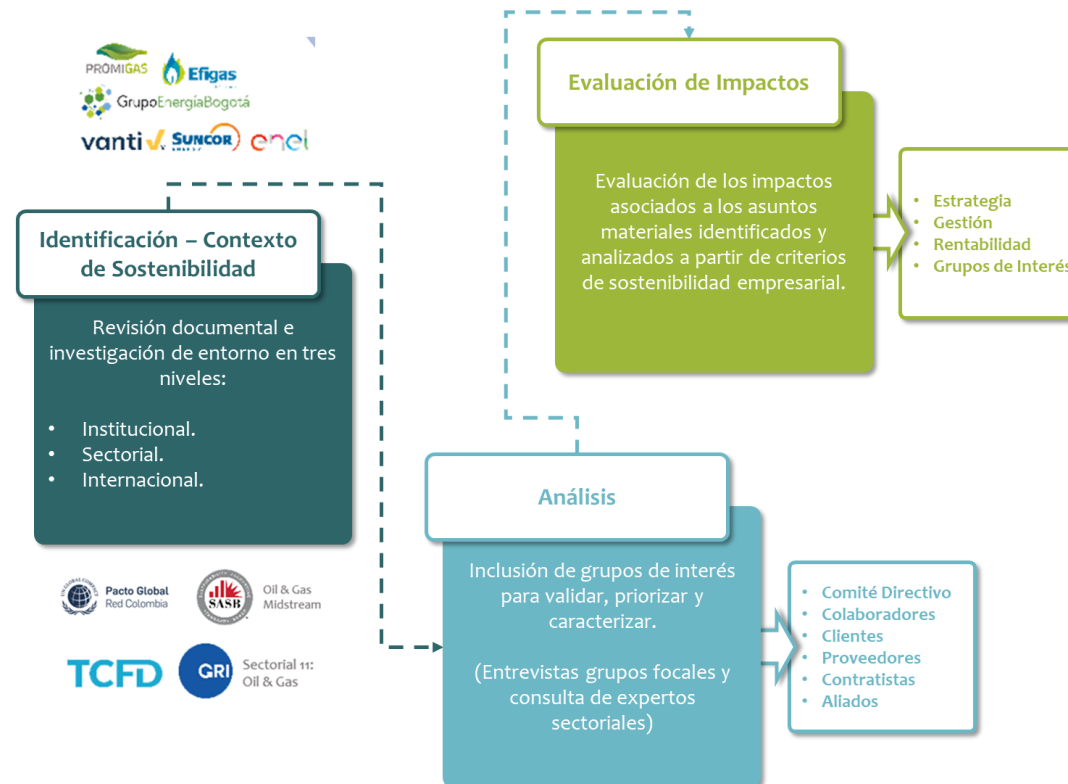 PROMIGAS
Efigas
GrupoEnergíaBogotá
vanti
SUNCOR
enel
Identificación – Contexto
de Sostenibilidad
Revisión documental e
investigación de entorno en tres
niveles:
• Institucional.
• Sectorial.
• Internacional.
Pacto Global
Red Colombia
SASB
Oil & Gas
Midstream
TCFD
GRI
Sectorial 11:
Oil & Gas
Análisis
Inclusión de grupos de interés
para validar, priorizar y
caracterizar.
(Entrevistas grupos focales y
consulta de expertos
sectoriales)
• Comité Directivo
• Colaboradores
• Clientes
• Proveedores
• Contratistas
• Aliados
Evaluación de Impactos
Evaluación de los impactos
asociados a los asuntos
materiales identificados y
analizados a partir de criterios
de sostenibilidad empresarial.
• Estrategia
• Gestión
• Rentabilidad
• Grupos de Interés